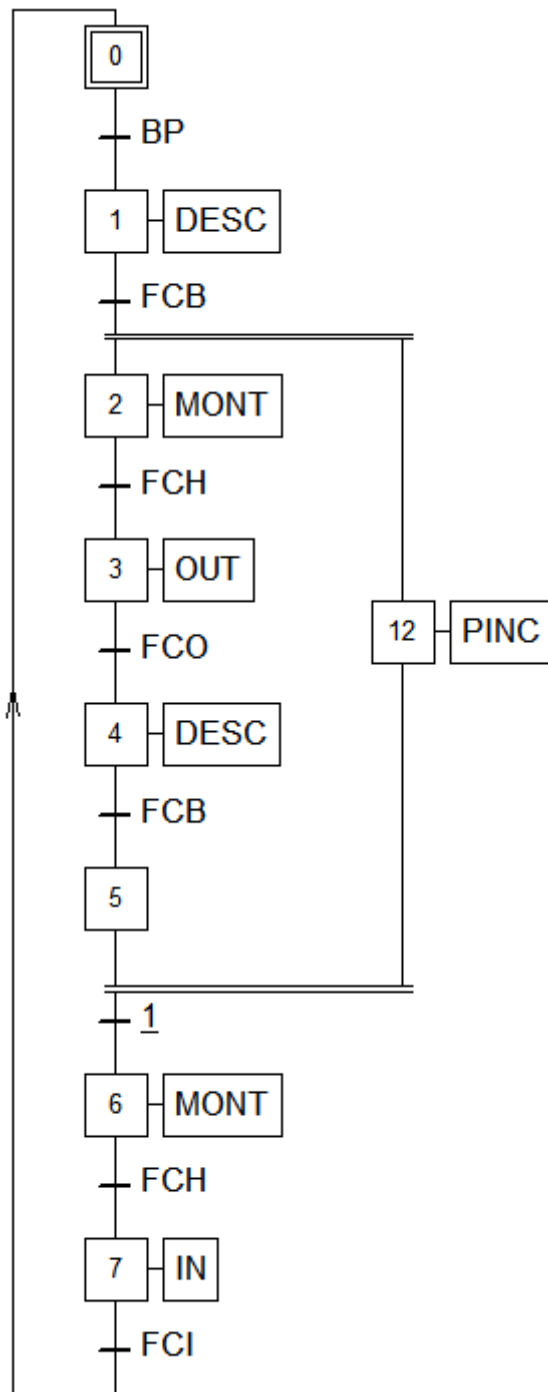 0
BP
1 DESC
FCB
2 MONT
FCH
3 OUT
12 PINC
FCO
4 DESC
FCB
5
1
6 MONT
FCH
7 IN
FCI